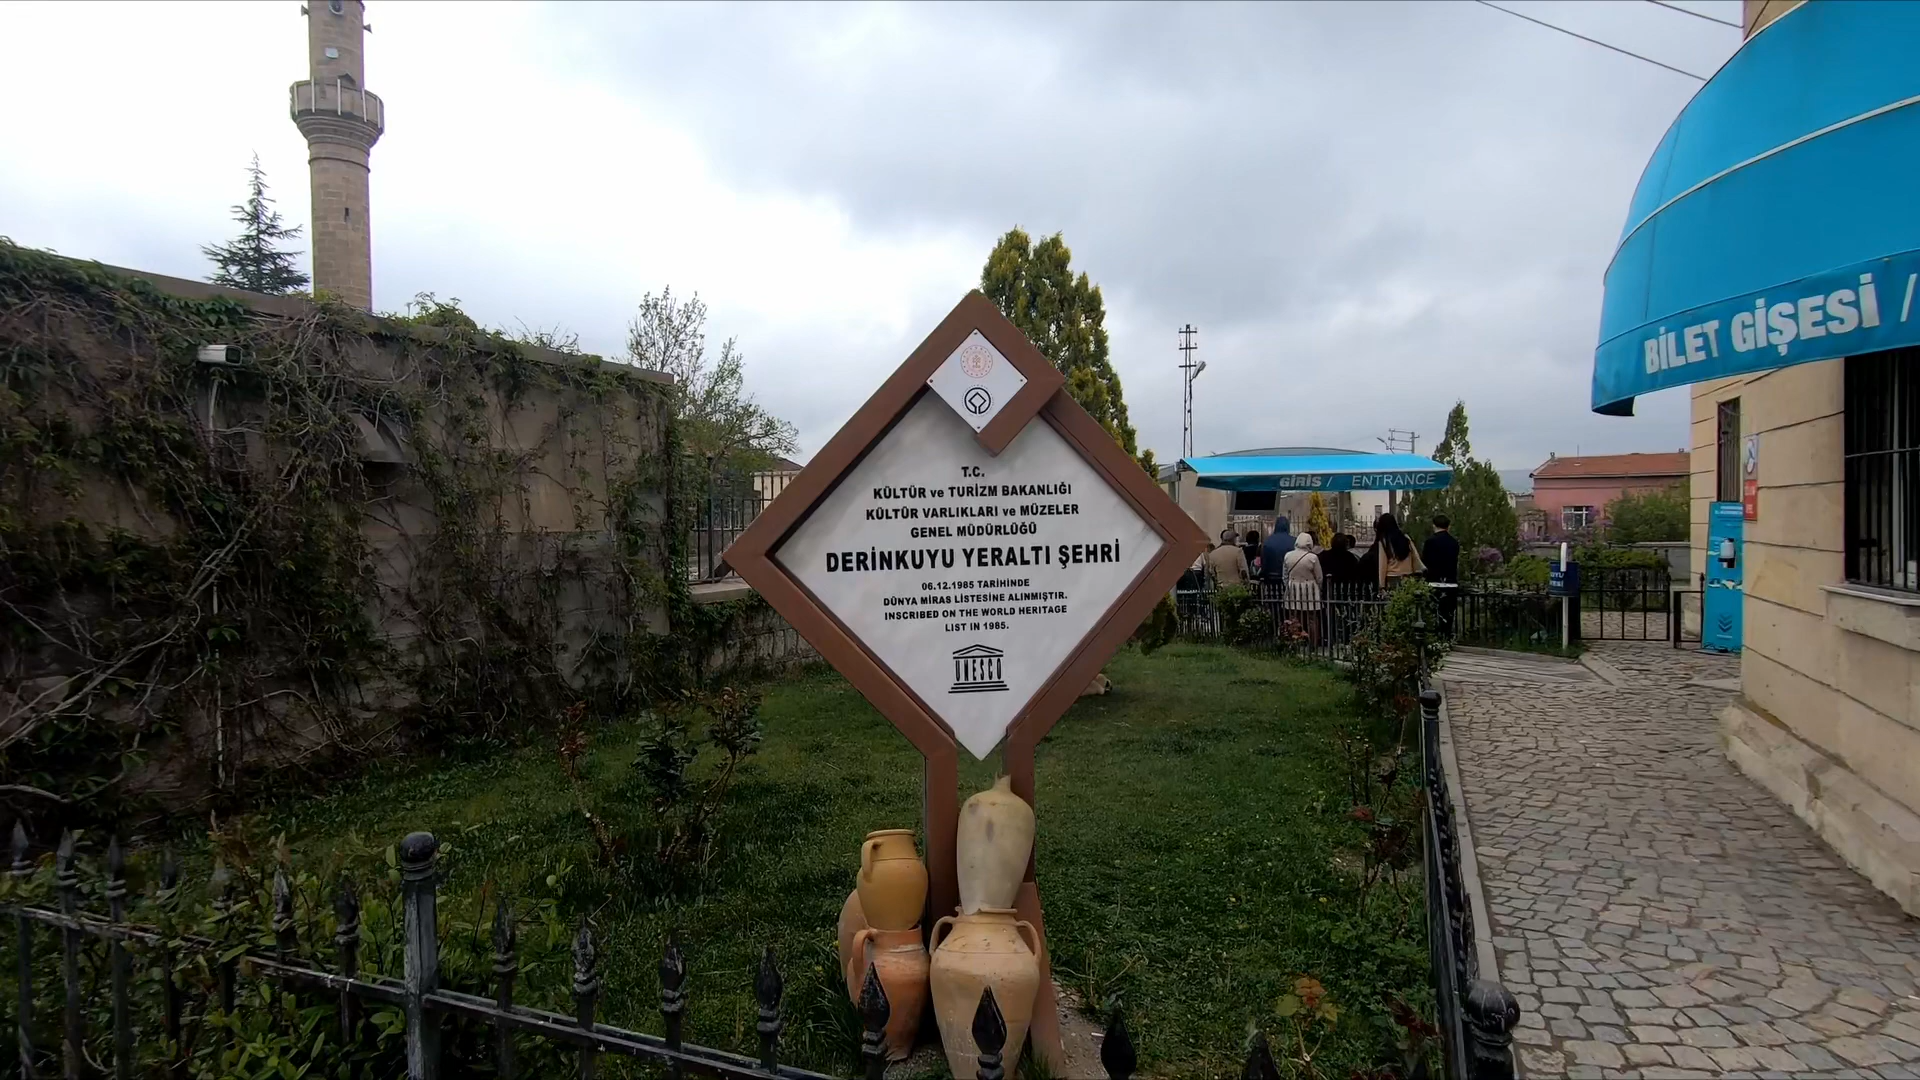 T.C.
KÜLTÜR ve TURİZM BAKANLIĞI
KÜLTÜR VARLIKLARI ve MÜZELER
GENEL MÜDÜRLÜĞÜ
DERİNKUYU YERALTI ŞEHRİ
06.12.1985 TARİHİNDE
DÜNYA MİRAS LİSTESİNE ALINMIŞTIR.
INSCRIBED ON THE WORLD HERITAGE
LIST IN 1985.
UNESCO
GİRİŞ / ENTRANCE
BİLET GİŞESİ /